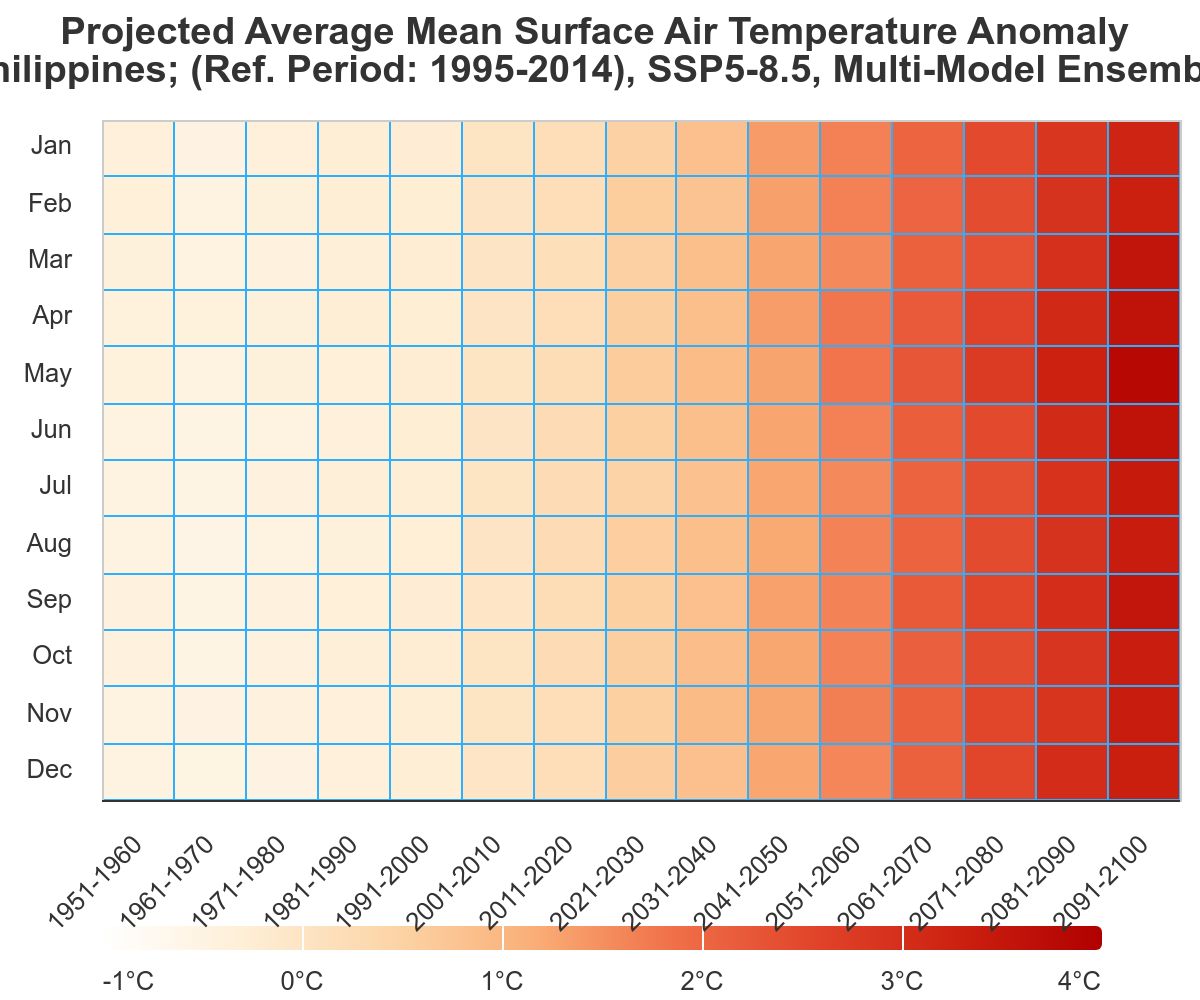 Projected Average Mean Surface Air Temperature Anomaly
hilippines; (Ref. Period: 1995-2014), SSP5-8.5, Multi-Model Ensemb
Jan
Feb
Mar
Apr
May
Jun
Jul
Aug
Sep
Oct
Nov
Dec
1951-1960
1961-1970
1971-1980
1981-1990
1991-2000
2001-2010
2011-2020
2021-2030
2031-2040
2041-2050
2051-2060
2061-2070
2071-2080
2081-2090
2091-2100
-1°C 0°C 1°C 2°C 3°C 4°C